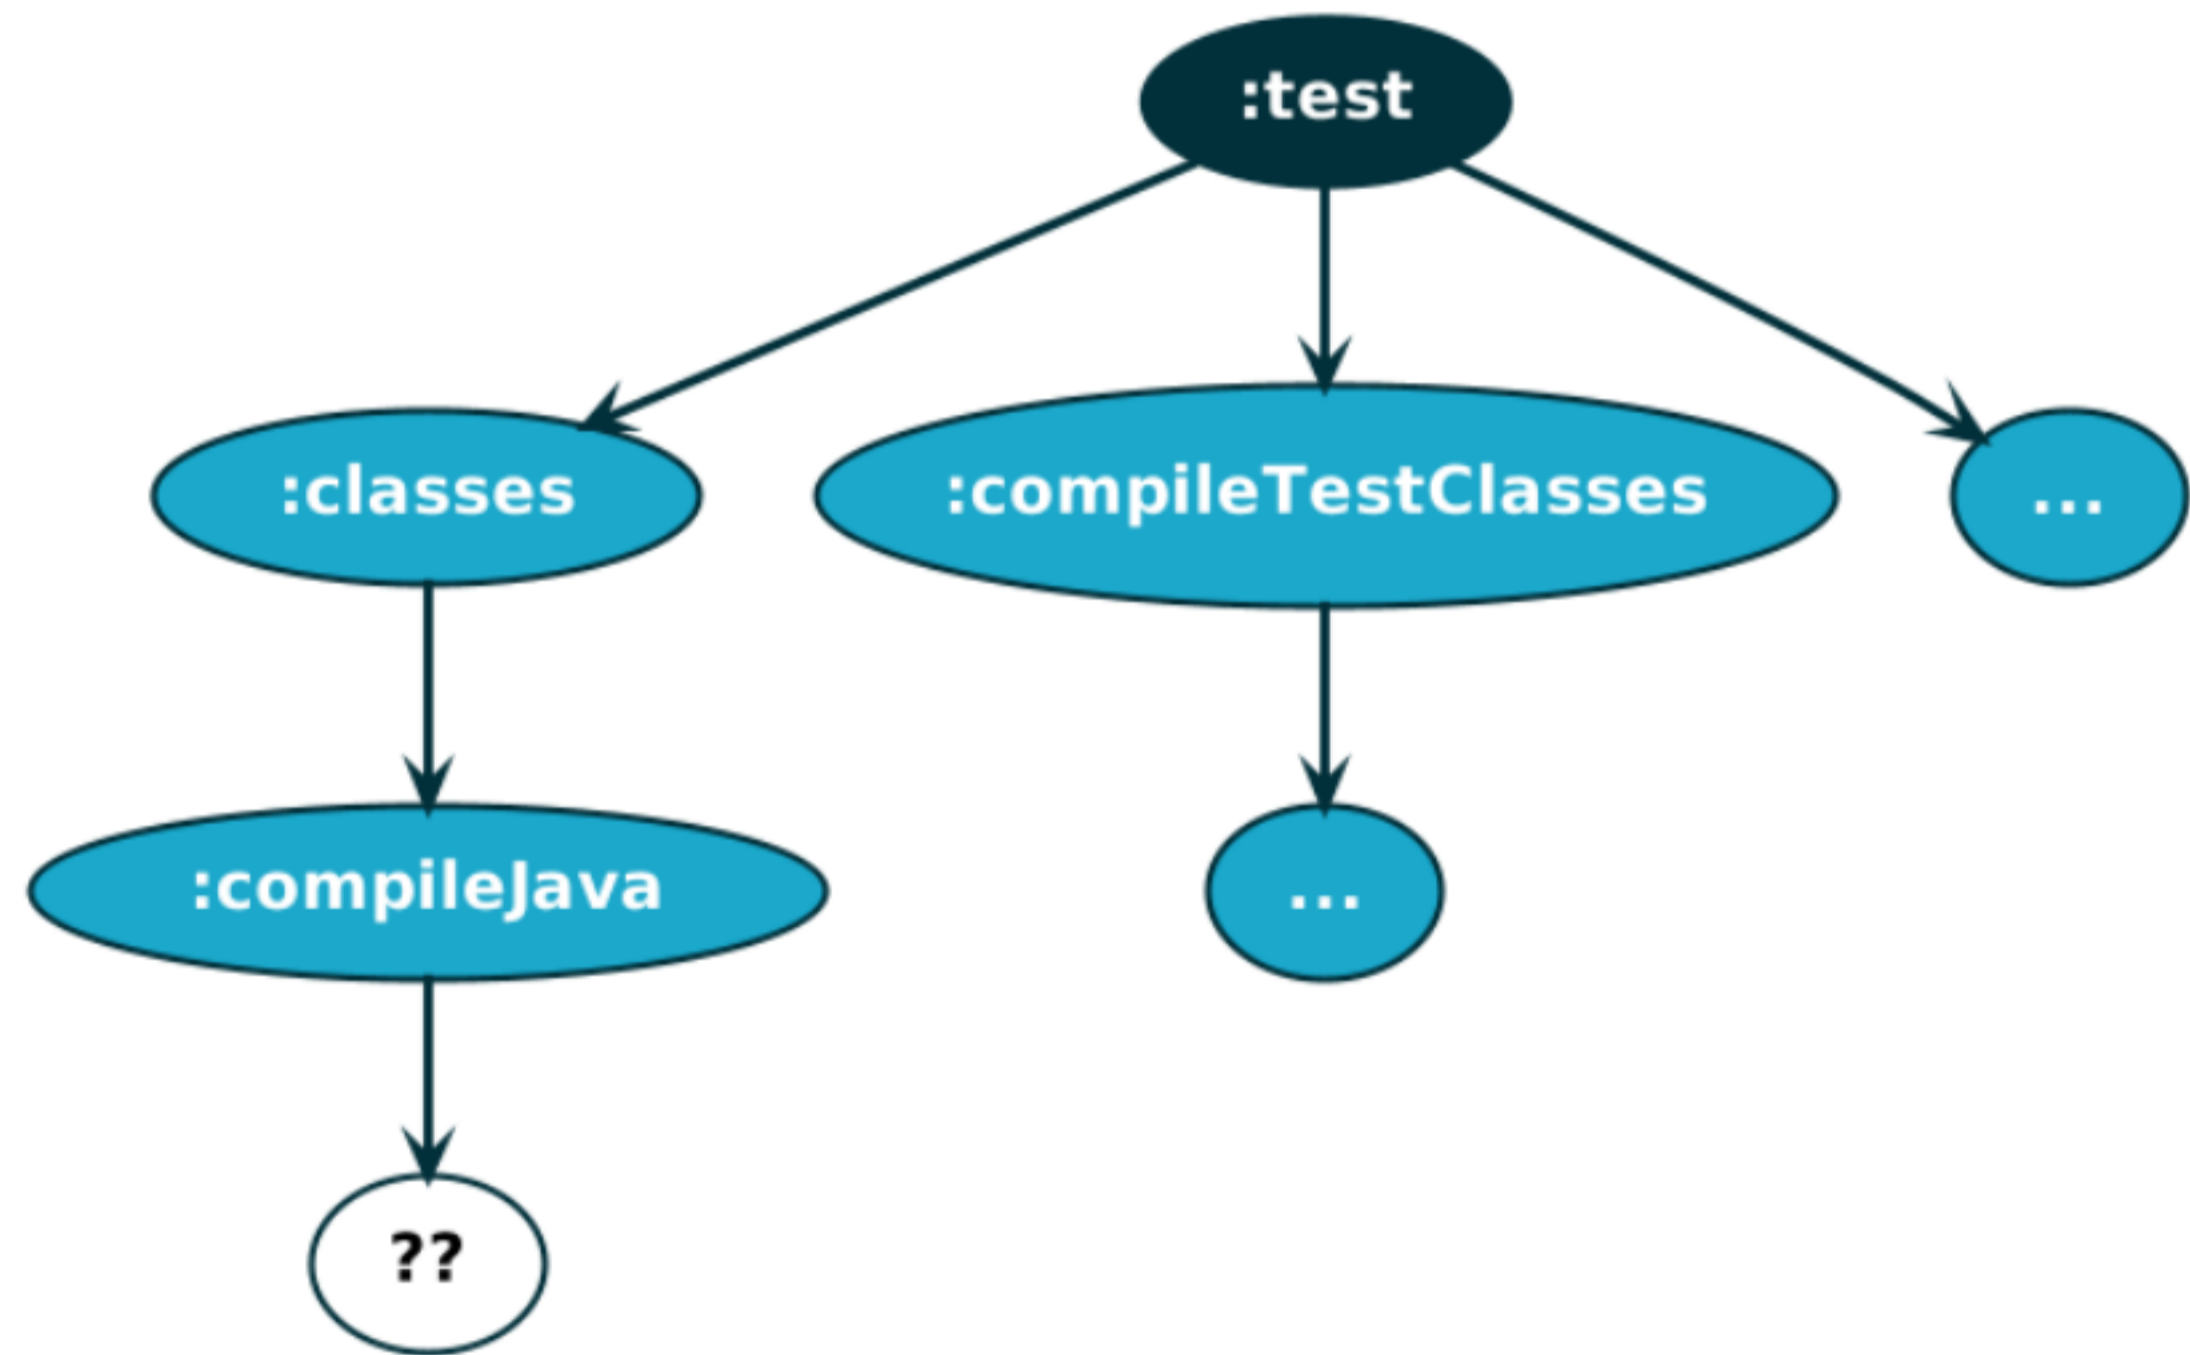 :test
:classes
:compileTestClasses
...
:compileJava
...
??